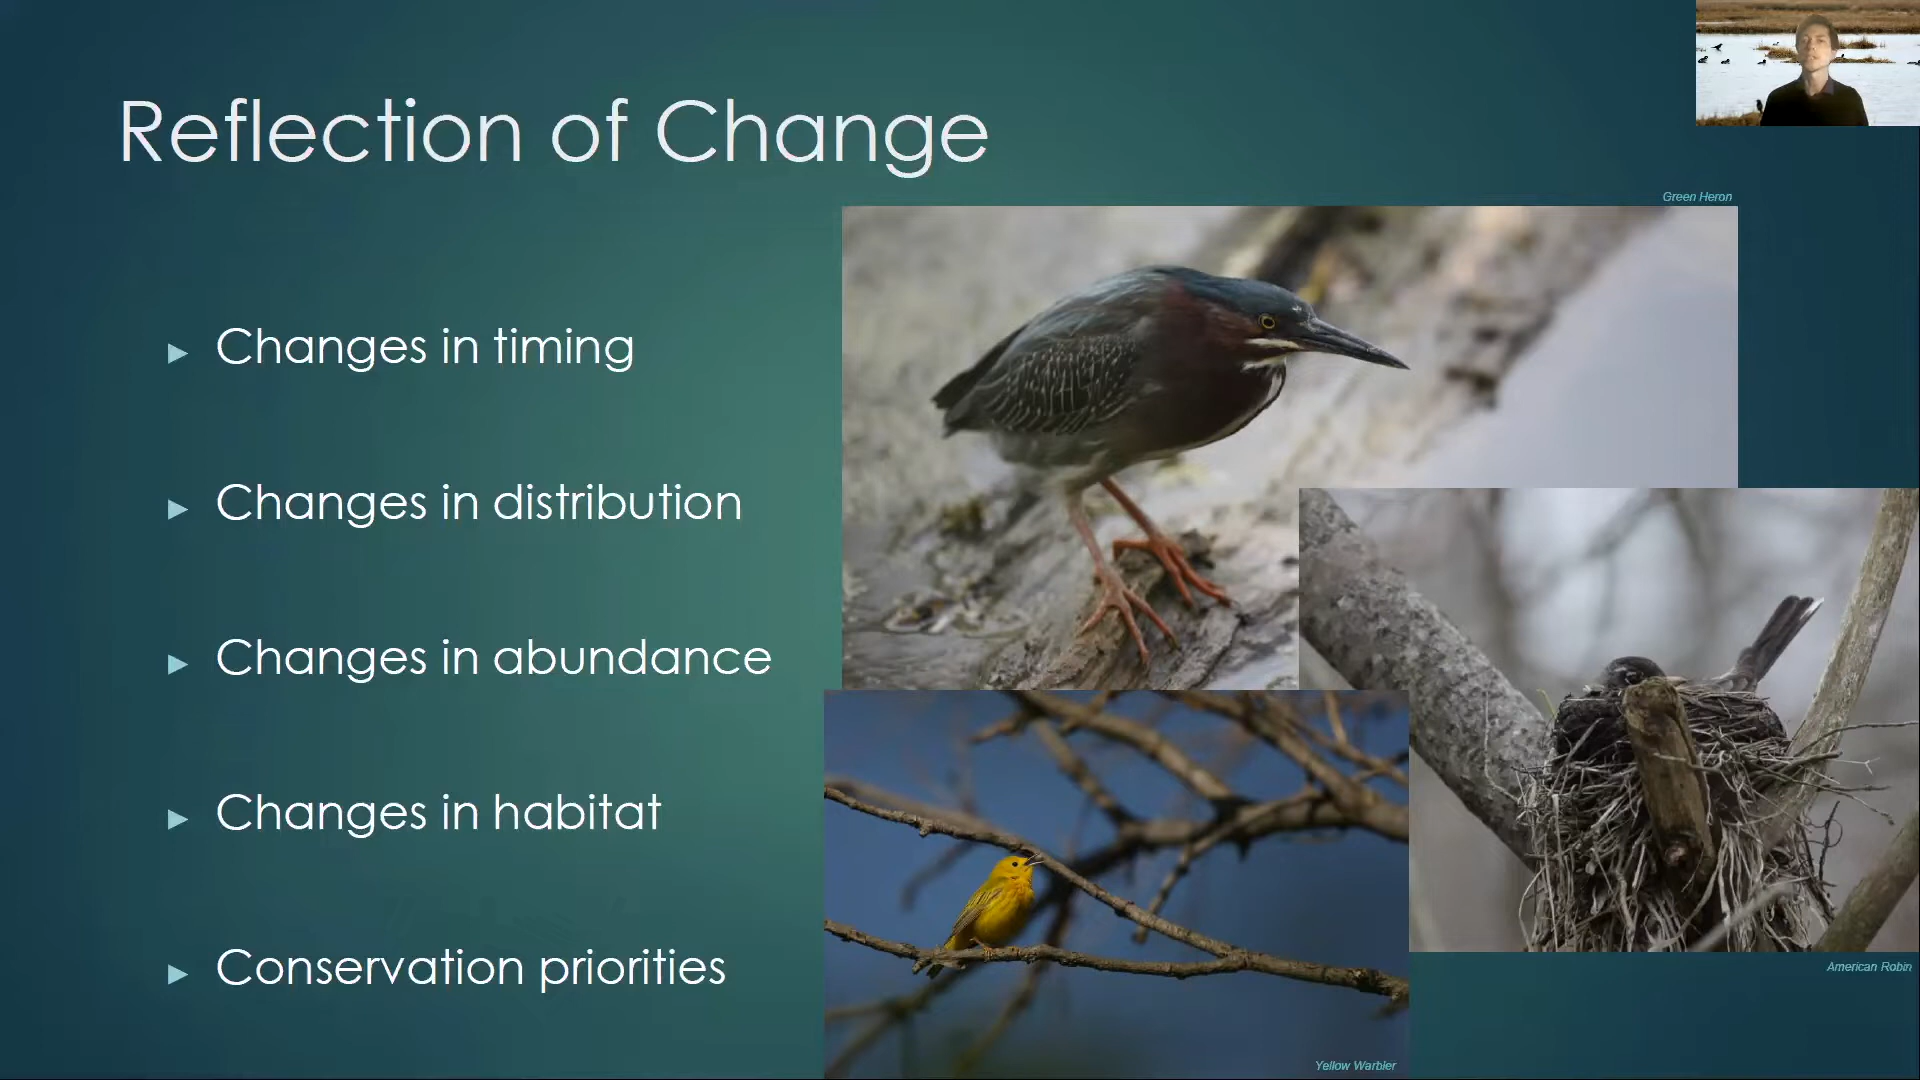 Reflection of Change
Green Heron
Changes in timing
Changes in distribution
Changes in abundance
Changes in habitat
Conservation priorities
American Robin
Yellow Warbler